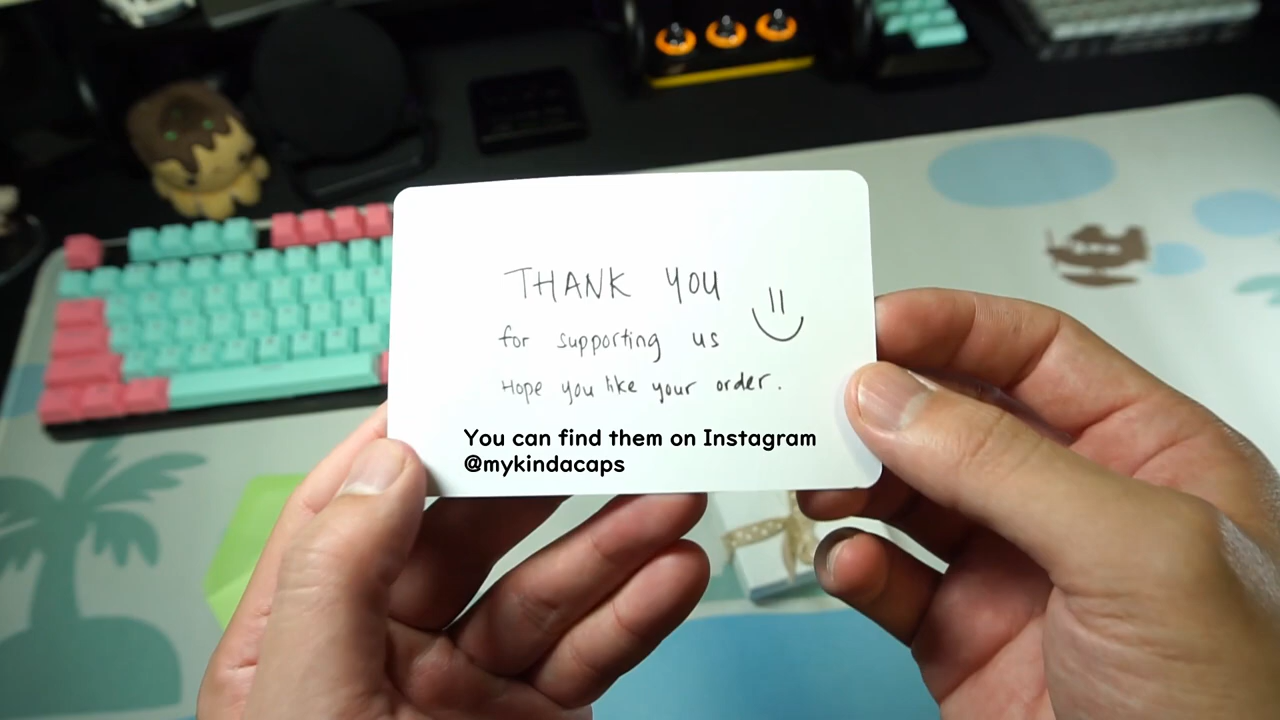 THANK YOU
for supporting us
Hope you like your order.
You can find them on Instagram
@mykindacaps